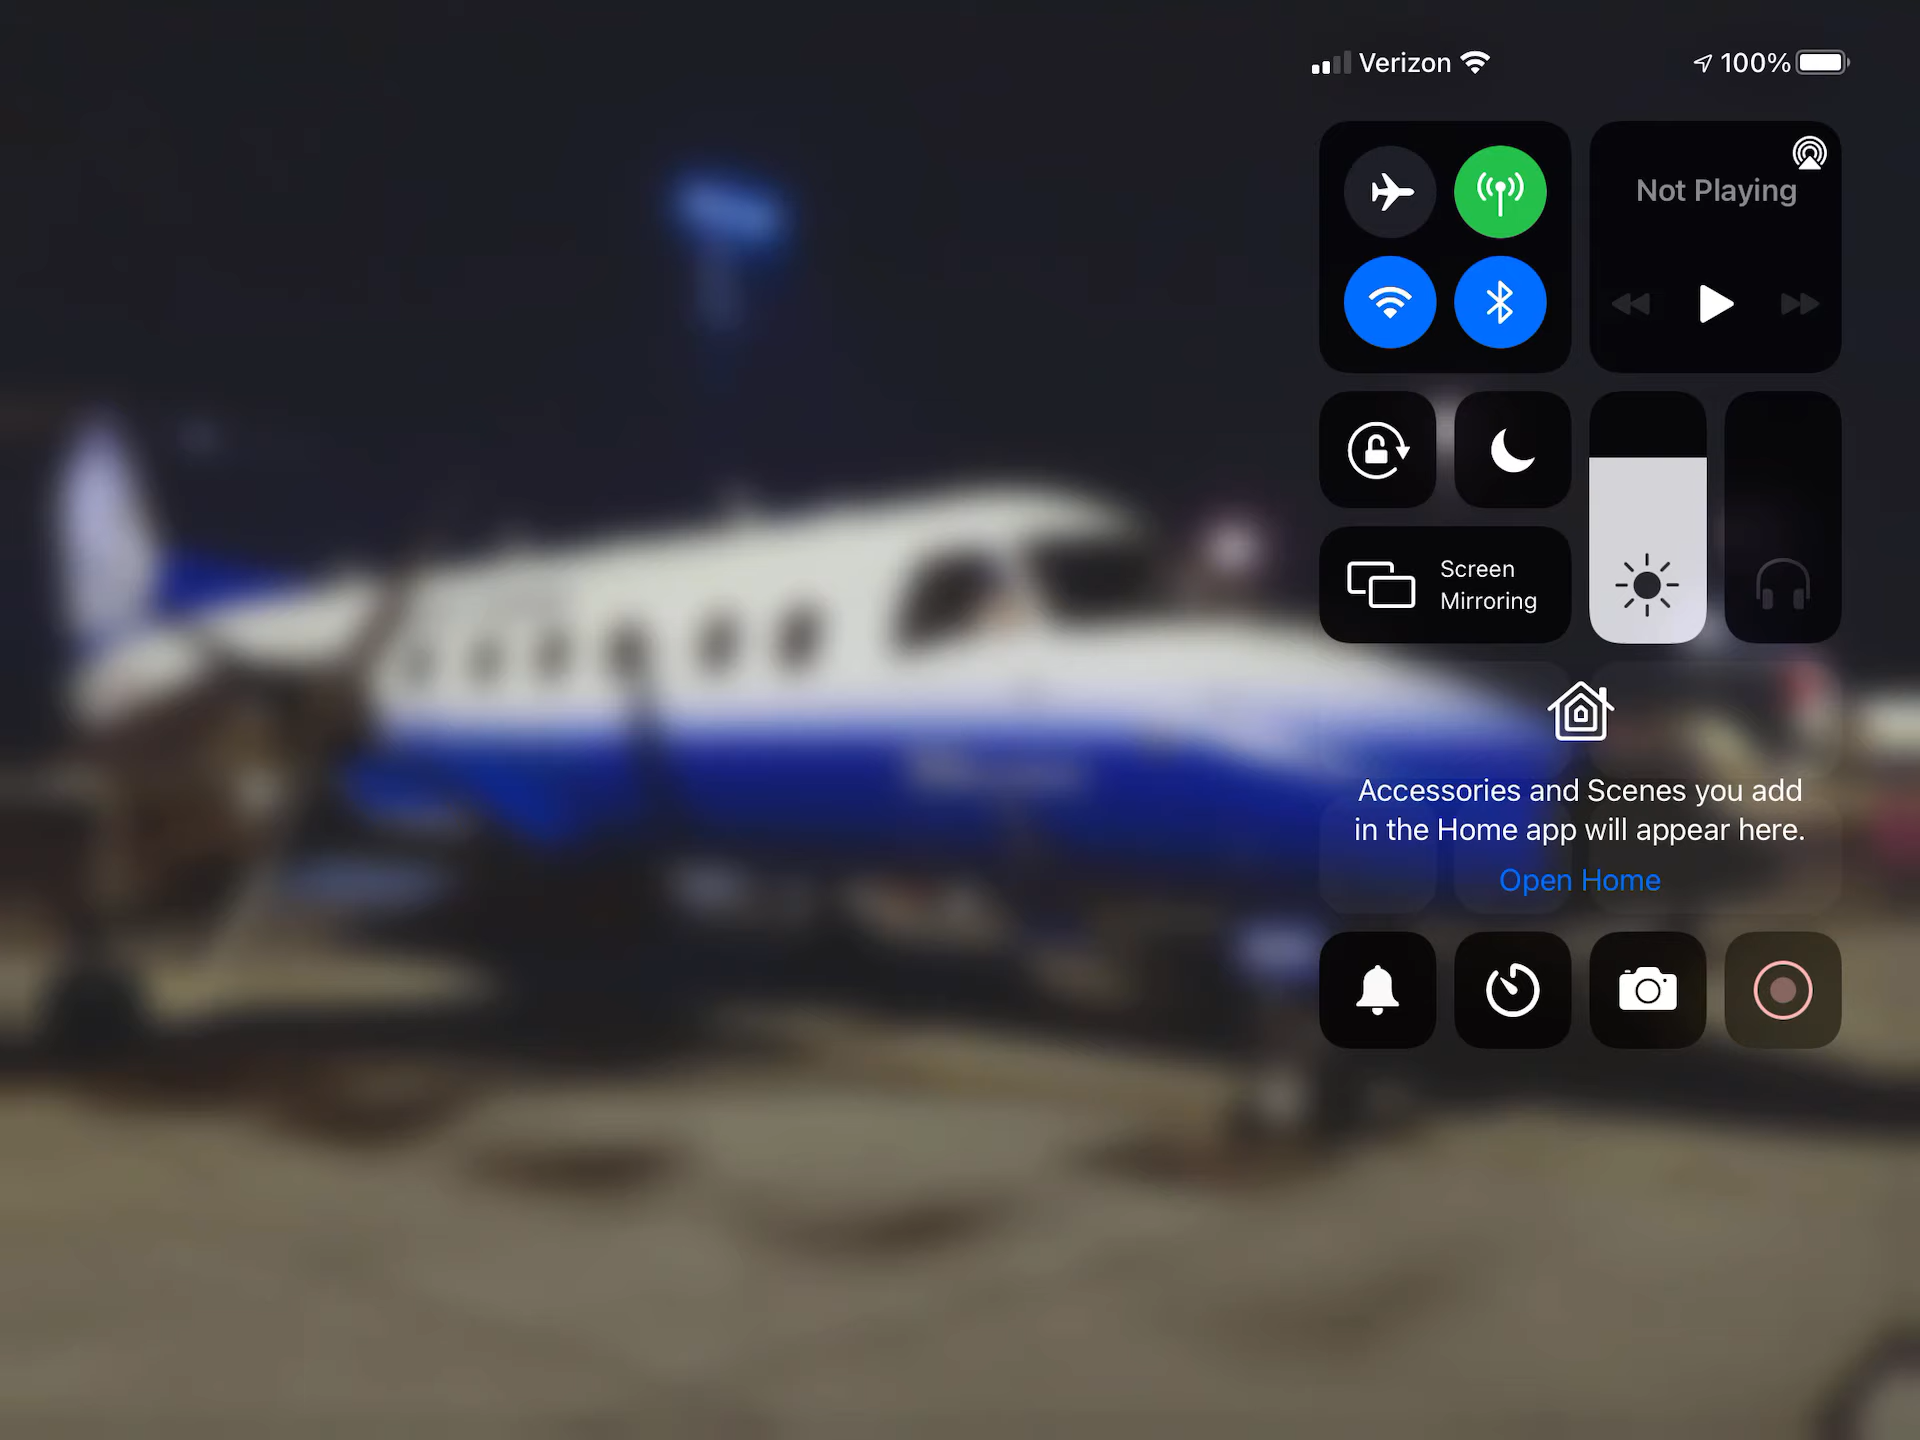 Verizon
100%
Not Playing
Screen
Mirroring
Accessories and Scenes you add
in the Home app will appear here.
Open Home